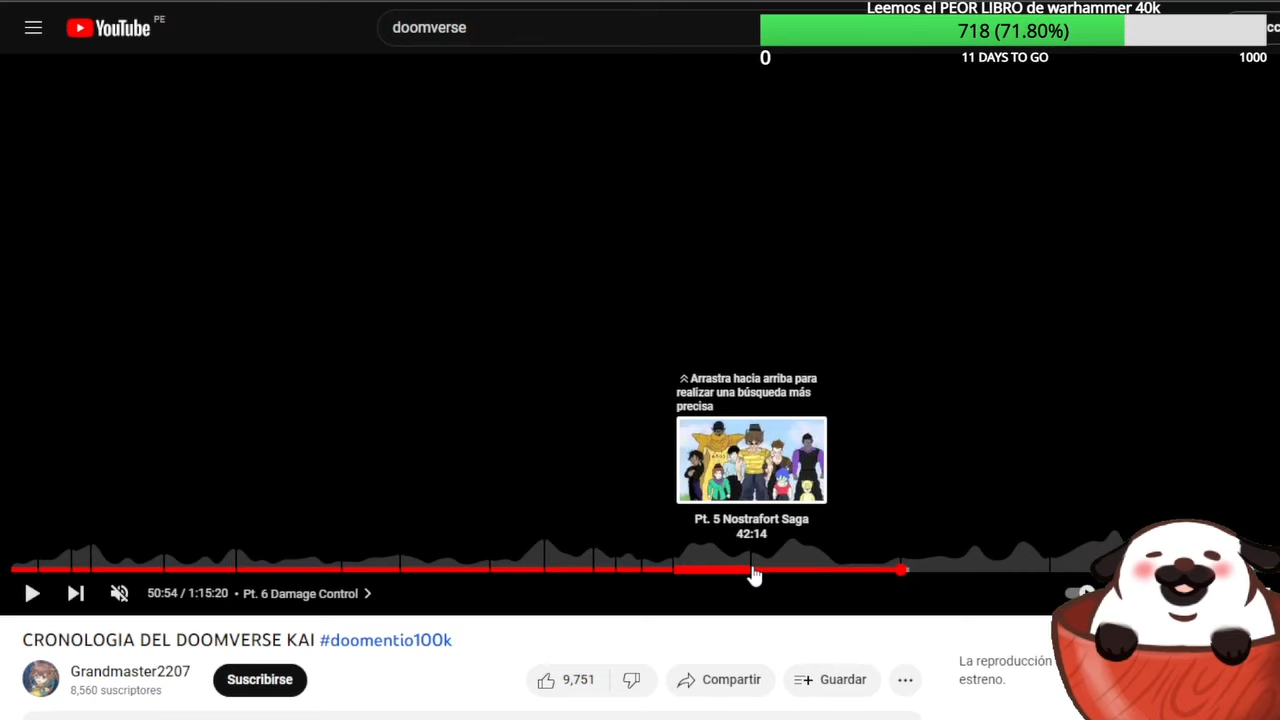 Leemos el PEOR LIBRO de warhammer 40k
YouTube PE
doomverse
718 (71.80%)
0
11 DAYS TO GO
1000
Arrastra hacia arriba para
realizar una búsqueda más
precisa
Pt. 5 Nostrafort Saga
42:14
50:54 / 1:15:20 • Pt. 6 Damage Control
CRONOLOGIA DEL DOOMVERSE KAI #doomentio100k
Grandmaster2207
8,560 suscriptores
Suscribirse
9,751
Compartir
Guardar
La reproducción
estreno.